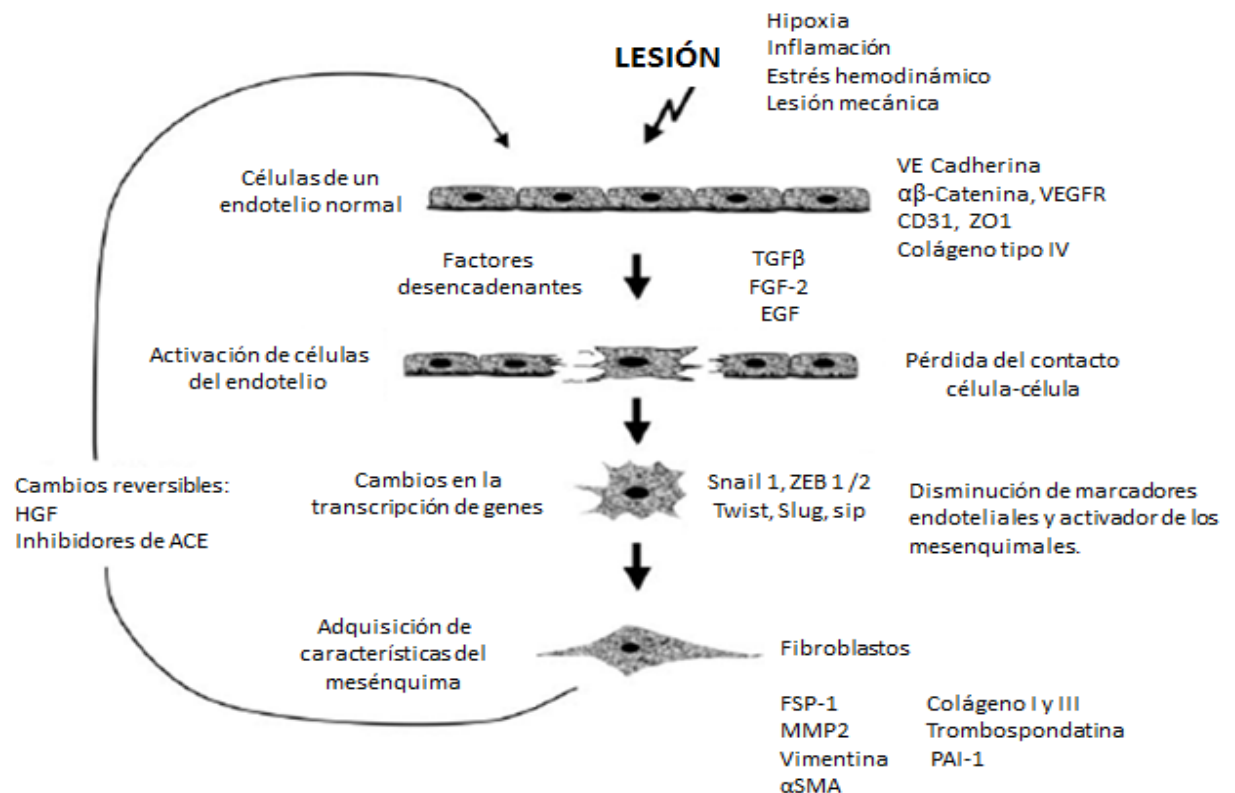 Hipoxia
Inflamación
Estrés hemodinámico
Lesión mecánica
LESIÓN
Células de un
endotelio normal
VE Cadherina
αβ-Catenina, VEGFR
CD31, ZO1
Colágeno tipo IV
Factores
desencadenantes
TGFβ
FGF-2
EGF
Activación de células
del endotelio
Pérdida del contacto
célula-célula
Cambios reversibles:
HGF
Inhibidores de ACE
Cambios en la
transcripción de genes
Snail 1, ZEB 1 /2
Twist, Slug, sip
Disminución de marcadores
endoteliales y activador de los
mesenquimales.
Adquisición de
características del
mesénquima
Fibroblastos
FSP-1
MMP2
Vimentina
αSMA
Colágeno I y III
Trombospondatina
PAI-1